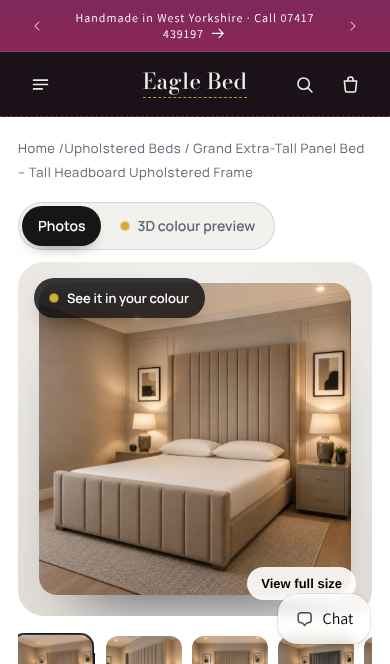 Handmade in West Yorkshire · Call 07417
439197 →
Eagle Bed
Home /Upholstered Beds / Grand Extra-Tall Panel Bed
– Tall Headboard Upholstered Frame
Photos
3D colour preview
See it in your colour
View full size
Chat